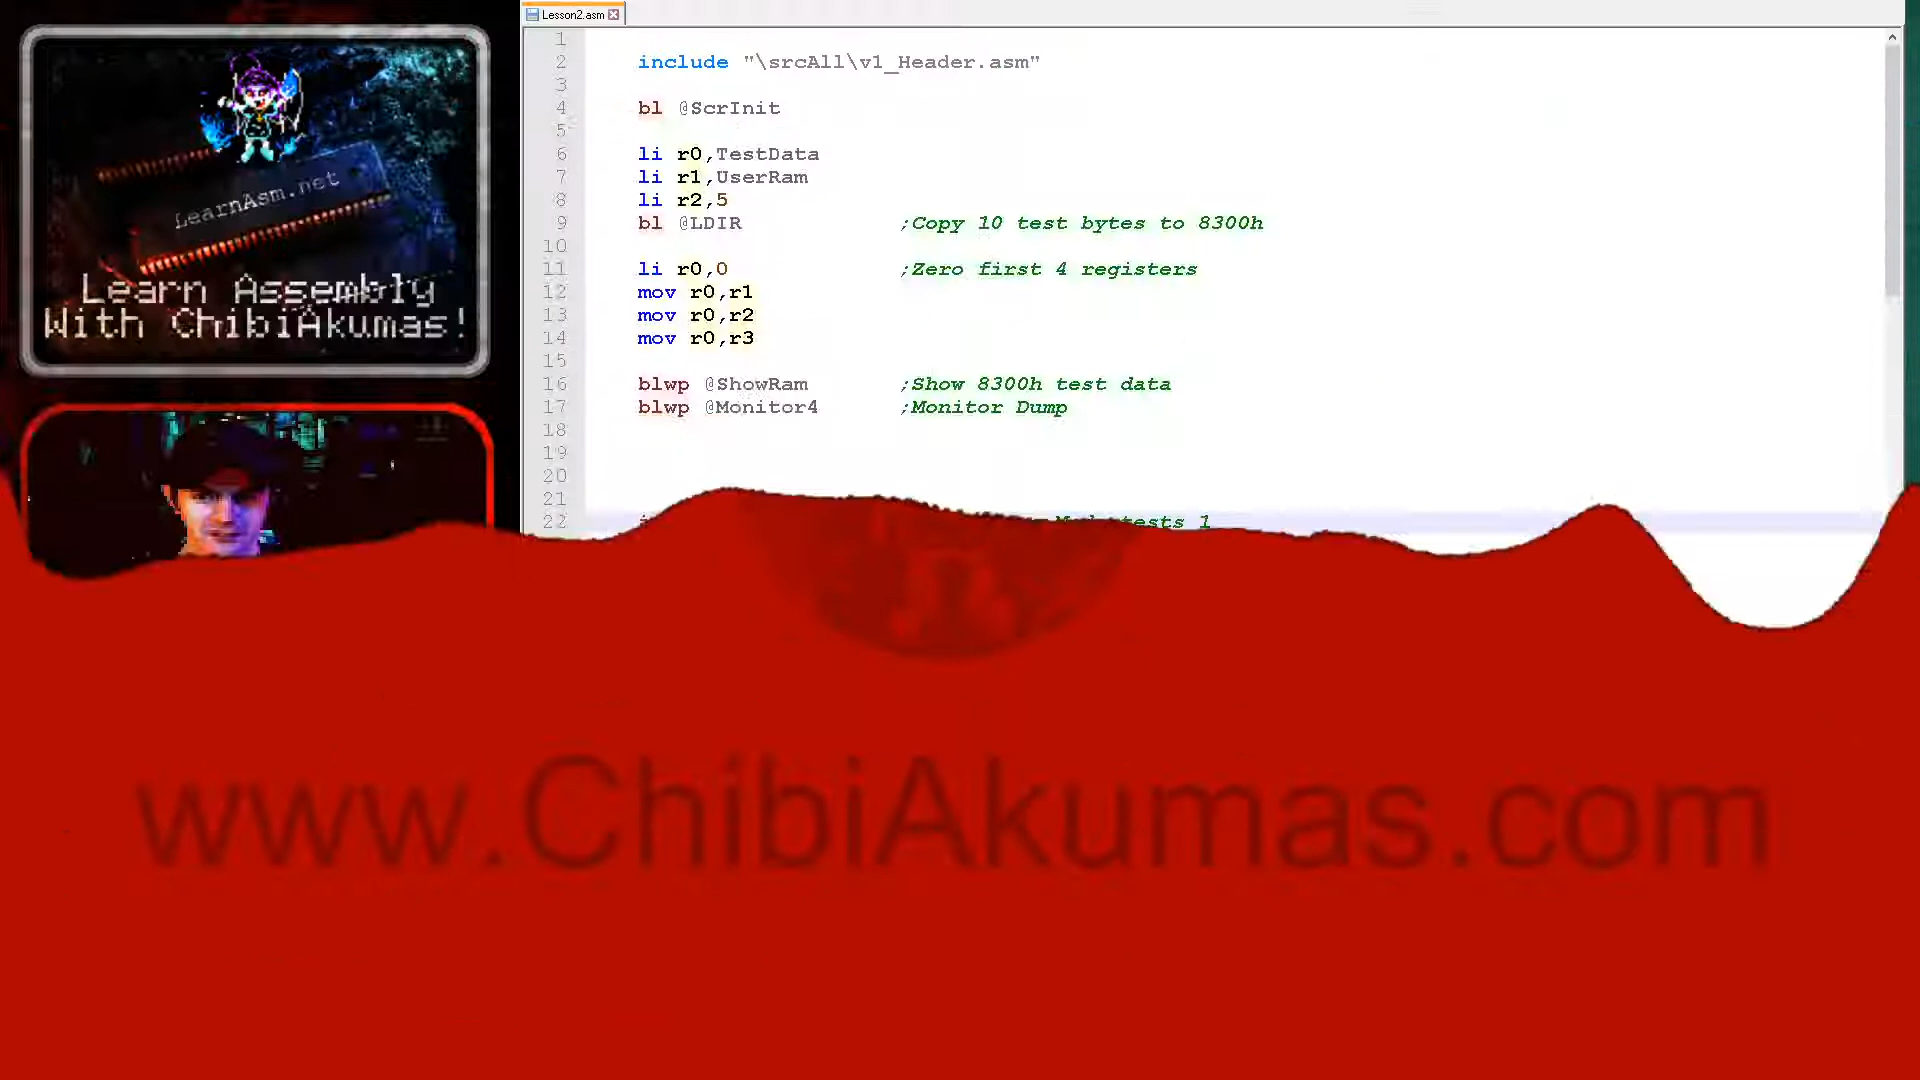 Lesson2.asm
LearnAsm.net
Learn Assembly
With ChibiAkumas!
1
2 include "\srcAll\v1_Header.asm"
3
4 bl @ScrInit
5
6 li r0,TestData
7 li r1,UserRam
8 li r2,5
9 bl @LDIR ;Copy 10 test bytes to 8300h
10
11 li r0,0 ;Zero first 4 registers
12 mov r0,r1
13 mov r0,r2
14 mov r0,r3
15
16 blwp @ShowRam ;Show 8300h test data
17 blwp @Monitor4 ;Monitor Dump
18
19
20
21
22 tests 1
www.ChibiAkumas.com